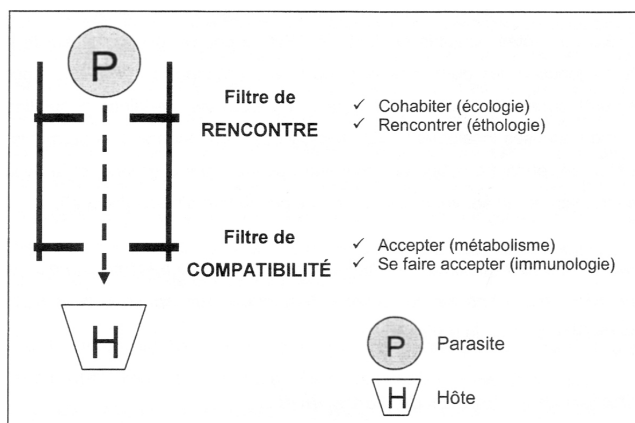 P
Filtre de
RENCONTRE
✓ Cohabiter (écologie)
✓ Rencontrer (éthologie)
Filtre de
COMPATIBILITÉ
✓ Accepter (métabolisme)
✓ Se faire accepter (immunologie)
H
P Parasite
H Hôte